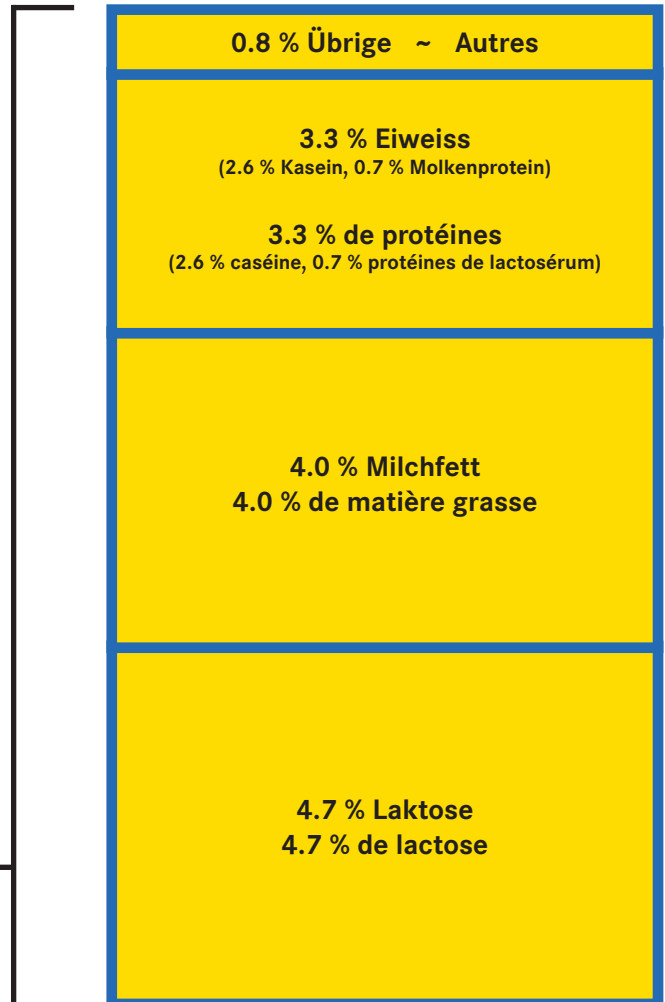 0.8 % Übrige ~ Autres
3.3 % Eiweiss
(2.6 % Kasein, 0.7 % Molkenprotein)
3.3 % de protéines
(2.6 % caséine, 0.7 % protéines de lactosérum)
4.0 % Milchfett
4.0 % de matière grasse
4.7 % Laktose
4.7 % de lactose